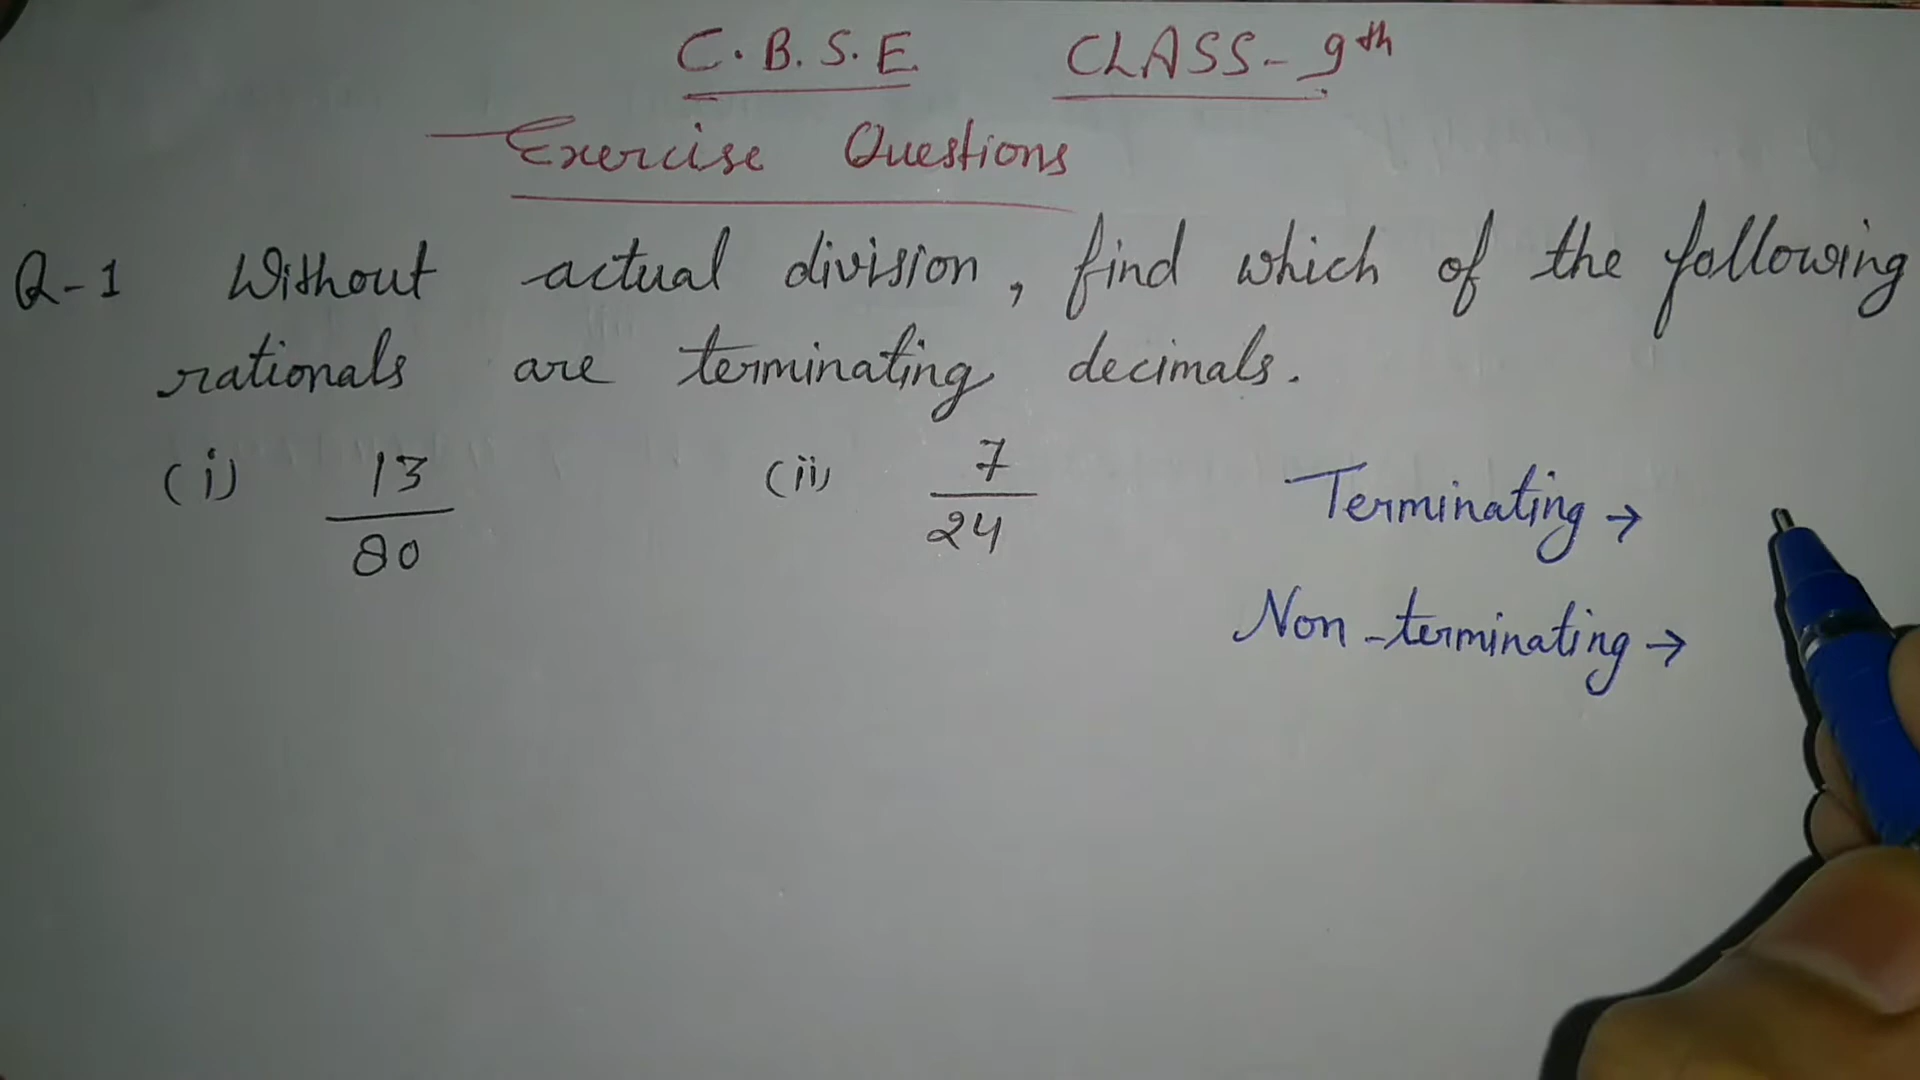 C.B.S.E. CLASS-9th
Exercise Questions
Q-1 Without actual division, find which of the following
rationals are terminating decimals.
(i) 13/80 (ii) 7/24
Terminating →
Non-terminating →